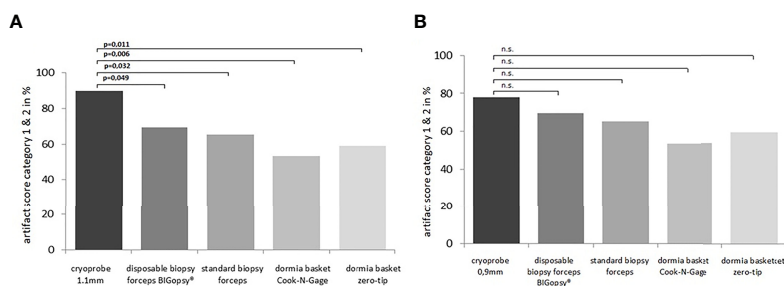 A
p=0,011
p=0,006
p=0,032
p=0,049
artifact score category 1 & 2 in %
100
80
60
40
20
0
cryoprobe
1.1mm
disposable biopsy
forceps BIGopsy®
standard biopsy
forceps
dormia basket
Cook-N-Gage
dormia basket
zero-tip
B
n.s.
n.s.
n.s.
n.s.
artifact score category 1 & 2 in %
100
80
60
40
20
0
cryoprobe
0,9mm
disposable
biopsy forceps
BIGopsy®
standard biopsy
forceps
dormia basket
Cook-N-Gage
dormia basket
zero-tip